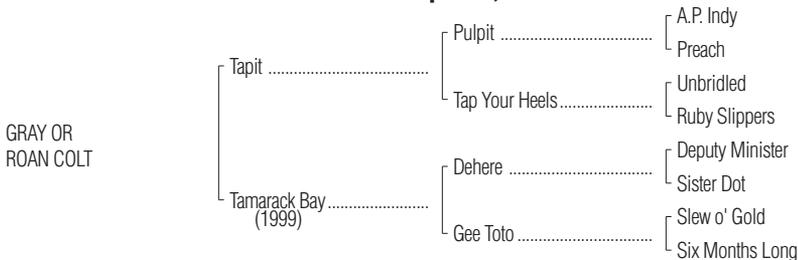 A.P. Indy
Pulpit
Preach
Tapit
Unbridled
Tap Your Heels
Ruby Slippers
GRAY OR
ROAN COLT
Deputy Minister
Dehere
Sister Dot
Tamarack Bay
(1999)
Slew o' Gold
Gee Toto
Six Months Long